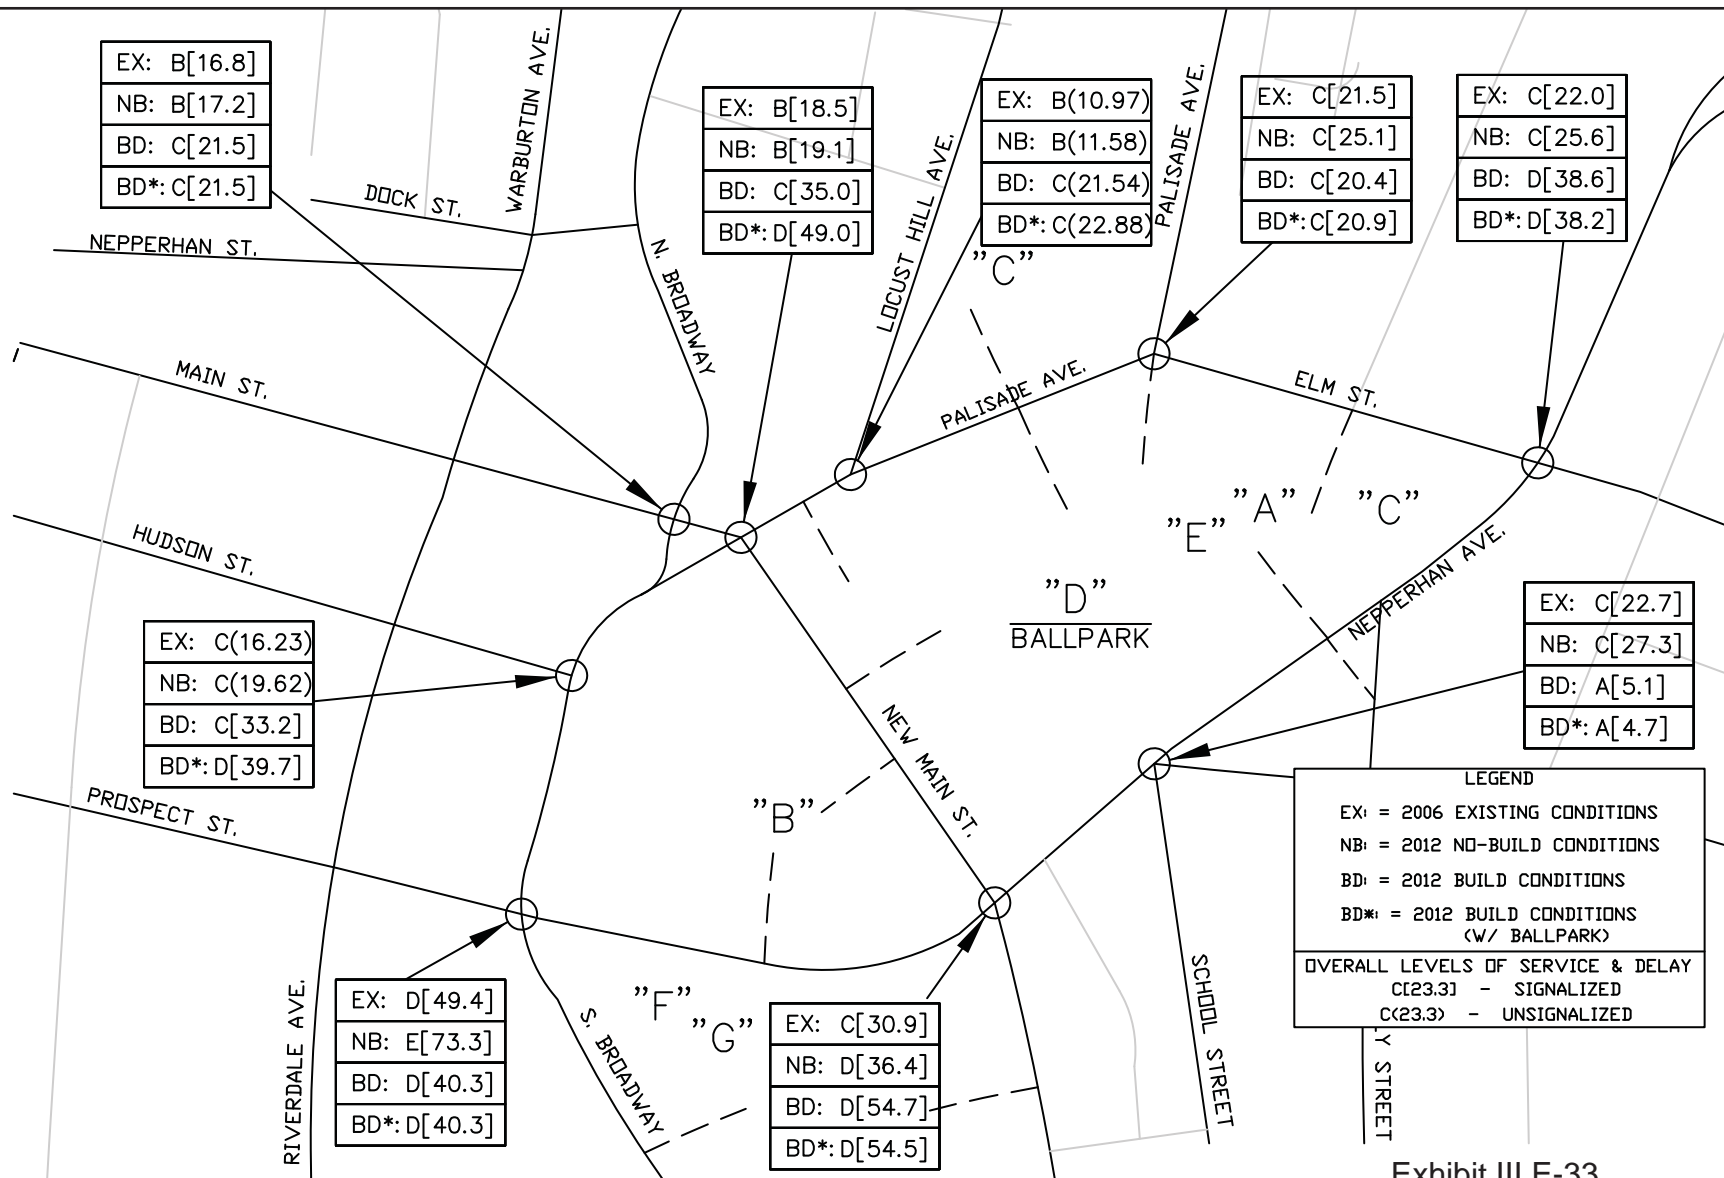 EX: B[16.8]
NB: B[17.2]
BD: C[21.5]
BD*: C[21.5]
EX: B[18.5]
NB: B[19.1]
BD: C[35.0]
BD*: D[49.0]
EX: B(10.97)
NB: B(11.58)
BD: C(21.54)
BD*: C(22.88)
EX: C[21.5]
NB: C[25.1]
BD: C[20.4]
BD*: C[20.9]
EX: C[22.0]
NB: C[25.6]
BD: D[38.6]
BD*: D[38.2]
WARBURTON AVE.
DOCK ST.
NEPPERHAN ST.
N. BROADWAY
LOCUST HILL AVE.
PALISADE AVE.
"C"
MAIN ST.
PALISADE AVE.
ELM ST.
"A"
"C"
"E"
HUDSON ST.
"D"
BALLPARK
NEPPERHAN AVE.
EX: C(16.23)
NB: C(19.62)
BD: C[33.2]
BD*: D[39.7]
EX: C[22.7]
NB: C[27.3]
BD: A[5.1]
BD*: A[4.7]
NEW MAIN ST.
PROSPECT ST.
"B"
LEGEND
EX: = 2006 EXISTING CONDITIONS
NB: = 2012 NO-BUILD CONDITIONS
BD: = 2012 BUILD CONDITIONS
BD*: = 2012 BUILD CONDITIONS
(W/ BALLPARK)
OVERALL LEVELS OF SERVICE & DELAY
C[23.3] - SIGNALIZED
C(23.3) - UNSIGNALIZED
RIVERDALE AVE.
EX: D[49.4]
NB: E[73.3]
BD: D[40.3]
BD*: D[40.3]
S. BROADWAY
"F"
"G"
EX: C[30.9]
NB: D[36.4]
BD: D[54.7]
BD*: D[54.5]
SCHOOL STREET
Y STREET
Exhibit III.E-33